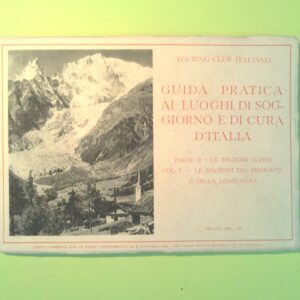 TOURING CLUB ITALIANO
GUIDA PRATICA
AI LUOGHI DI SOG-
GIORNO E DI CURA
D'ITALIA
PARTE II - LE STAZIONI ALPINE
VOL. I° - LE STAZIONI DEL PIEMONTE
E DELLA LOMBARDIA
MILANO